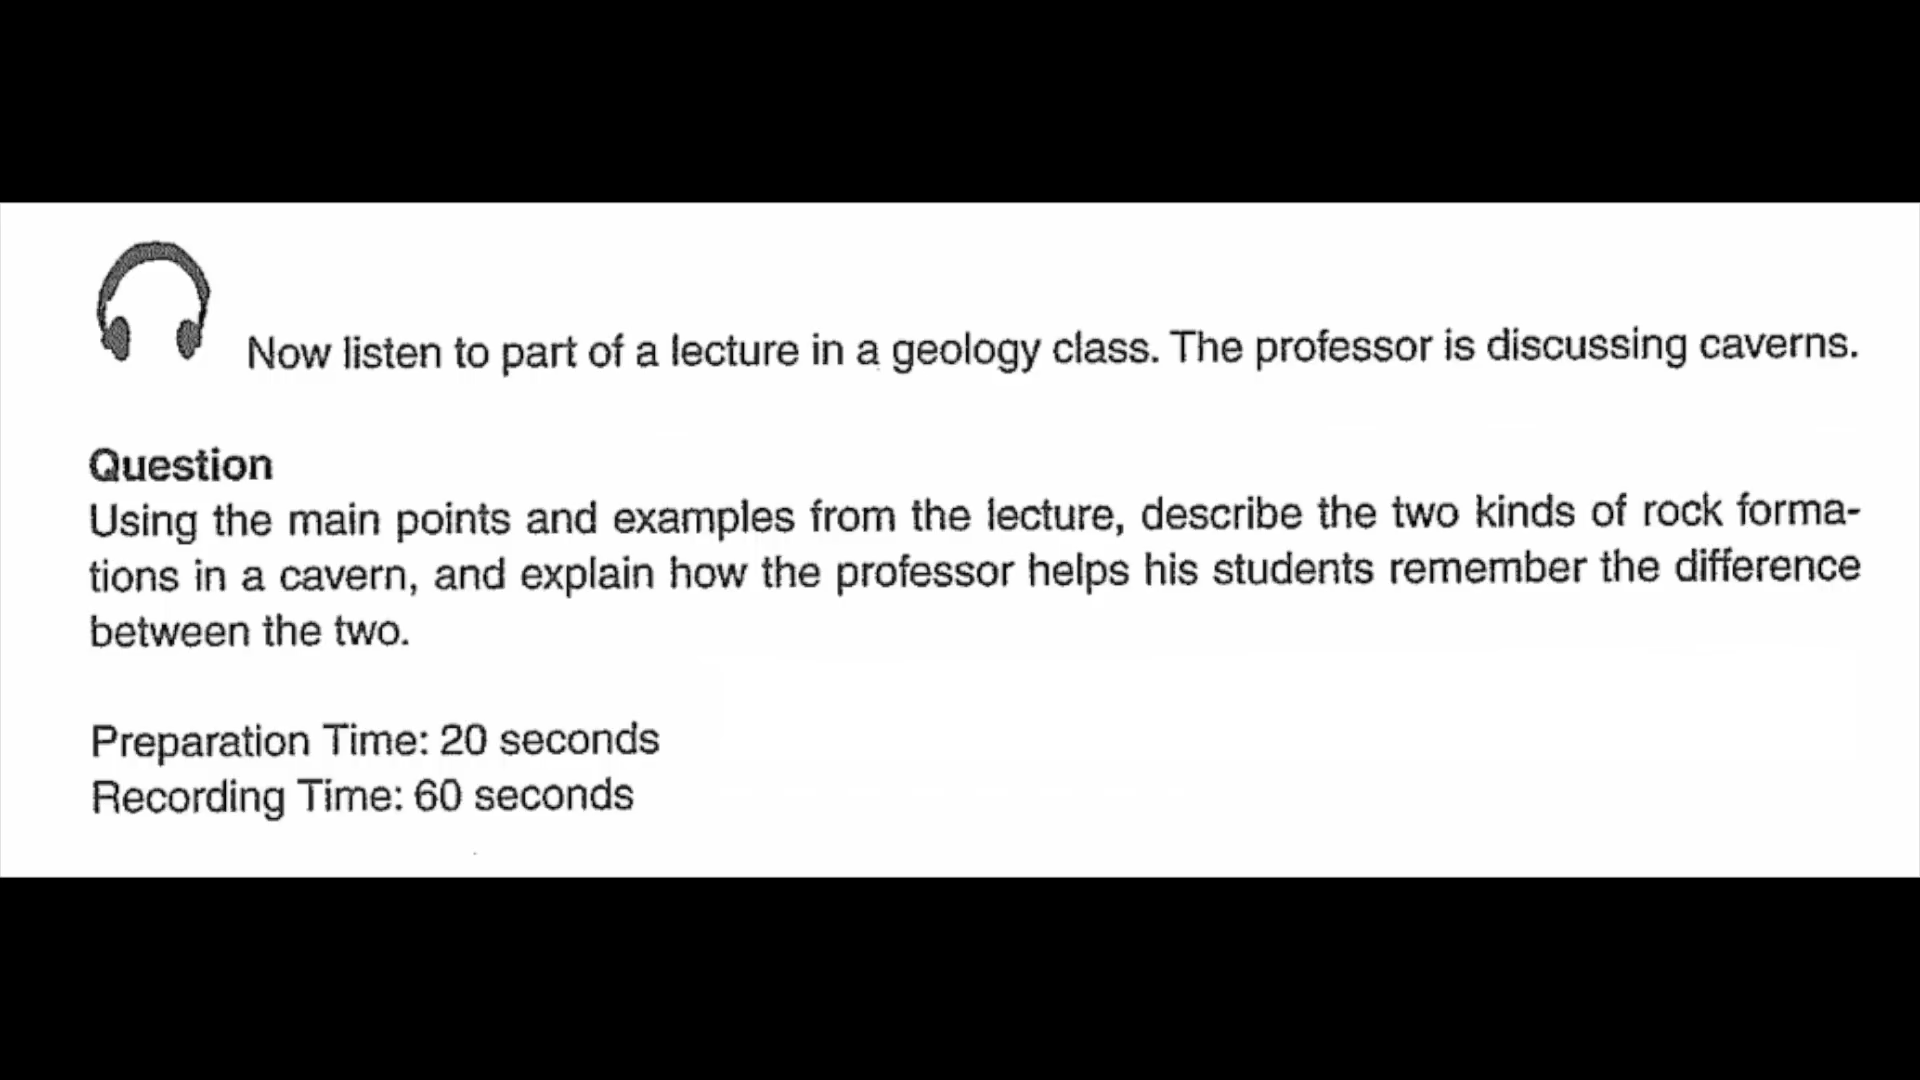 Now listen to part of a lecture in a geology class. The professor is discussing caverns.
Question
Using the main points and examples from the lecture, describe the two kinds of rock forma-
tions in a cavern, and explain how the professor helps his students remember the difference
between the two.
Preparation Time: 20 seconds
Recording Time: 60 seconds